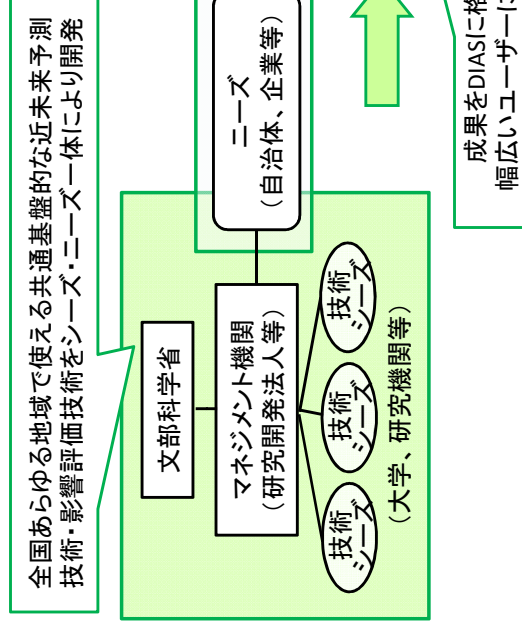 全国あらゆる地域で使える共通基盤的な近未来予測
技術・影響評価技術をシーズ・ニーズ一体により開発
文部科学省
マネジメント機関
（研究開発法人等）
ニーズ
（自治体、企業等）
技術
シーズ
技術
シーズ
技術
シーズ
（大学、研究機関等）
成果をDIASに格
幅広いユーザーに